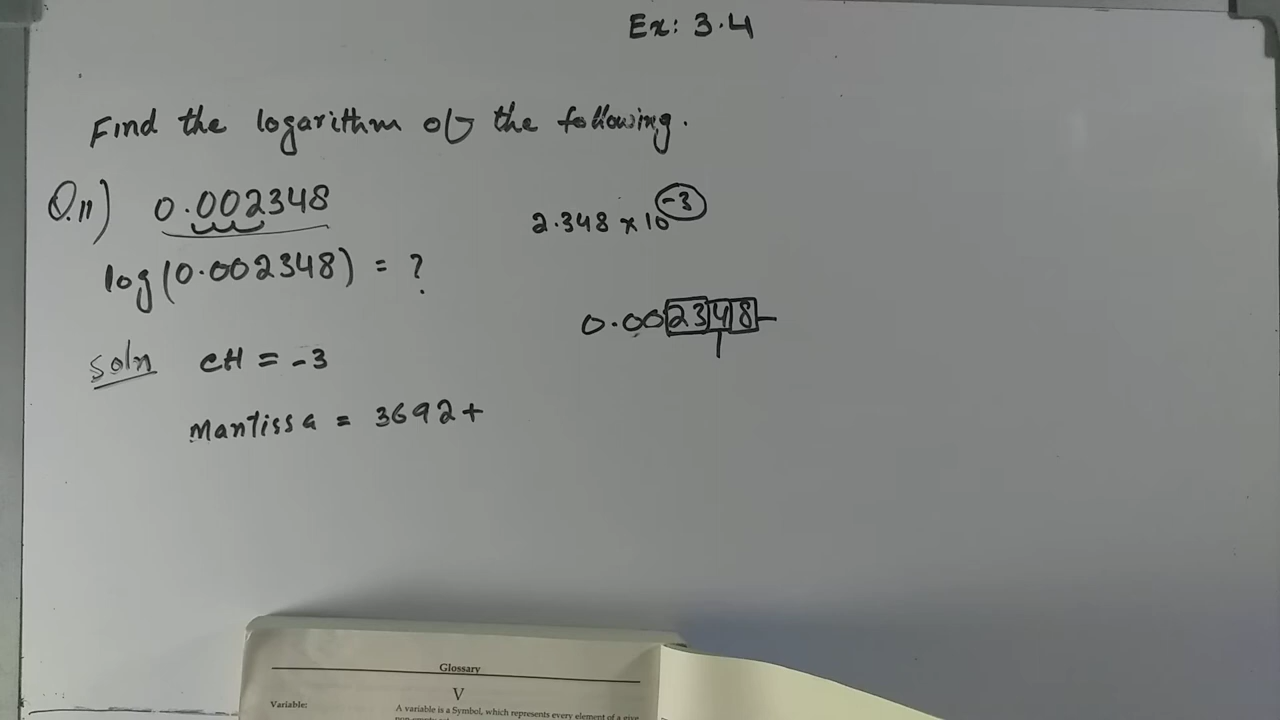 Ex: 3.4
Find the logarithm of the following.
Q.11) 0.002348
2.348 × 10^-3
log(0.002348) = ?
0.002348
Soln CH = -3
Mantissa = 3692+
Glossary
V
Variable: A variable is a Symbol, which represents every element of a give